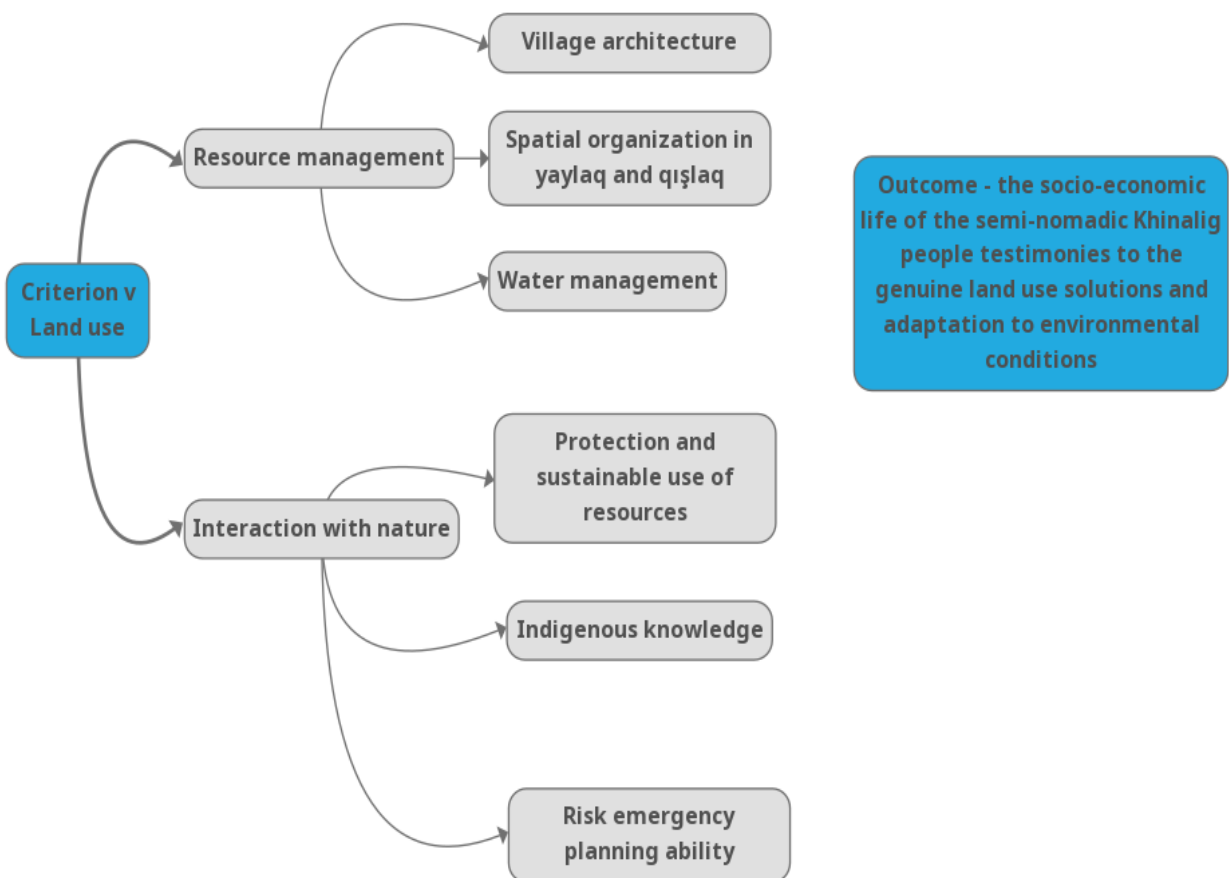 Criterion v
Land use
Resource management
Village architecture
Spatial organization in
yaylaq and qışlaq
Water management
Interaction with nature
Protection and
sustainable use of
resources
Indigenous knowledge
Risk emergency
planning ability
Outcome - the socio-economic
life of the semi-nomadic Khinalig
people testimonies to the
genuine land use solutions and
adaptation to environmental
conditions